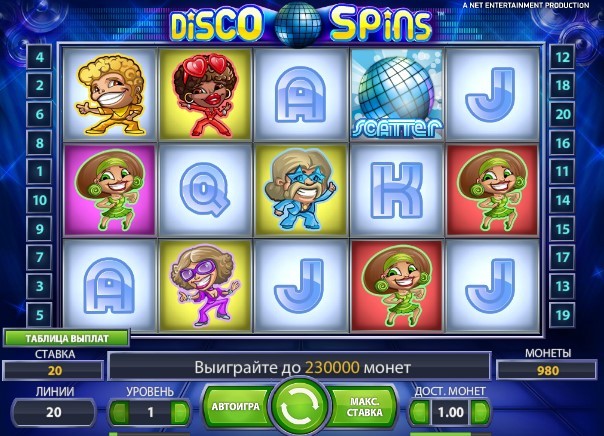 A NET ENTERTAINMENT PRODUCTION
DISCO SPINS™
4 12
2 A SCATTER J 18
6 20
8 16
1 Q K 11
10 14
9 15
7 17
3 A J J 13
5 19
ТАБЛИЦА ВЫПЛАТ
СТАВКА Выиграйте до 230000 монет МОНЕТЫ
20 980
ЛИНИИ УРОВЕНЬ АВТОИГРА МАКС. СТАВКА ДОСТ. МОНЕТ
20 1 1.00